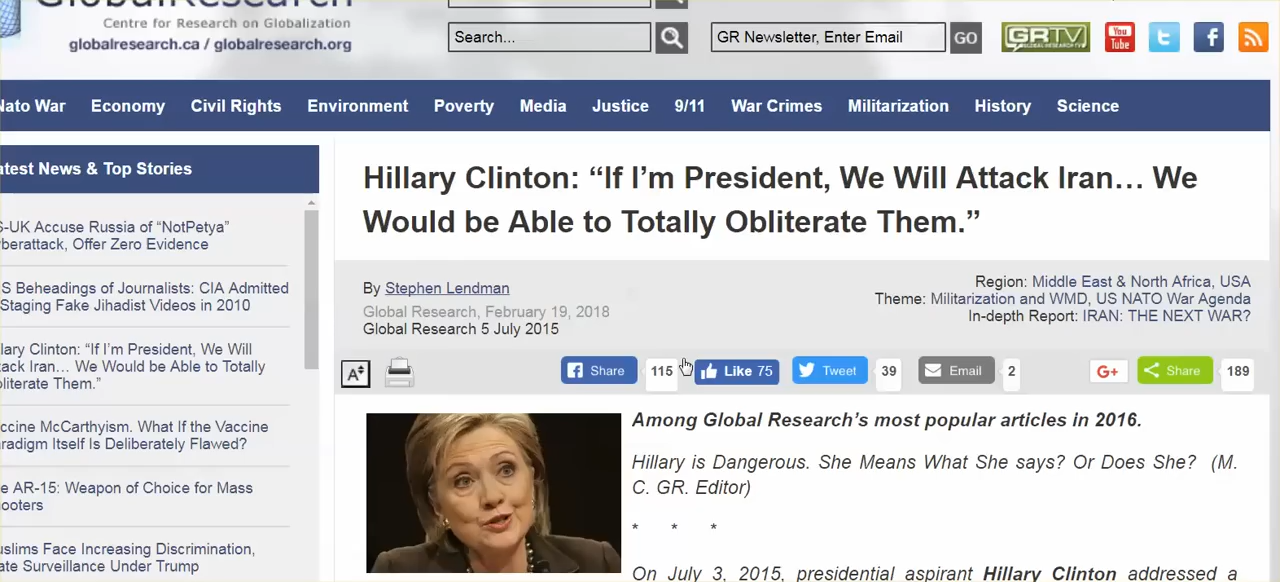 GlobalResearch
Centre for Research on Globalization
globalresearch.ca / globalresearch.org
Search...
GR Newsletter, Enter Email
GO
GRTV
You
Tube
Nato War
Economy
Civil Rights
Environment
Poverty
Media
Justice
9/11
War Crimes
Militarization
History
Science
atest News & Top Stories
S-UK Accuse Russia of “NotPetya”
berattack, Offer Zero Evidence
S Beheadings of Journalists: CIA Admitted
Staging Fake Jihadist Videos in 2010
lary Clinton: “If I’m President, We Will
tack Iran… We Would be Able to Totally
bliterate Them.”
ccine McCarthyism. What If the Vaccine
radigm Itself Is Deliberately Flawed?
e AR-15: Weapon of Choice for Mass
ooters
uslims Face Increasing Discrimination,
ate Surveillance Under Trump
Hillary Clinton: “If I’m President, We Will Attack Iran… We
Would be Able to Totally Obliterate Them.”
By Stephen Lendman
Global Research, February 19, 2018
Global Research 5 July 2015
Region: Middle East & North Africa, USA
Theme: Militarization and WMD, US NATO War Agenda
In-depth Report: IRAN: THE NEXT WAR?
A
Share
115
Like 75
Tweet
39
Email
2
G+
Share
189
Among Global Research’s most popular articles in 2016.
Hillary is Dangerous. She Means What She says? Or Does She? (M.
C. GR. Editor)
* * *
On July 3, 2015, presidential aspirant Hillary Clinton addressed a